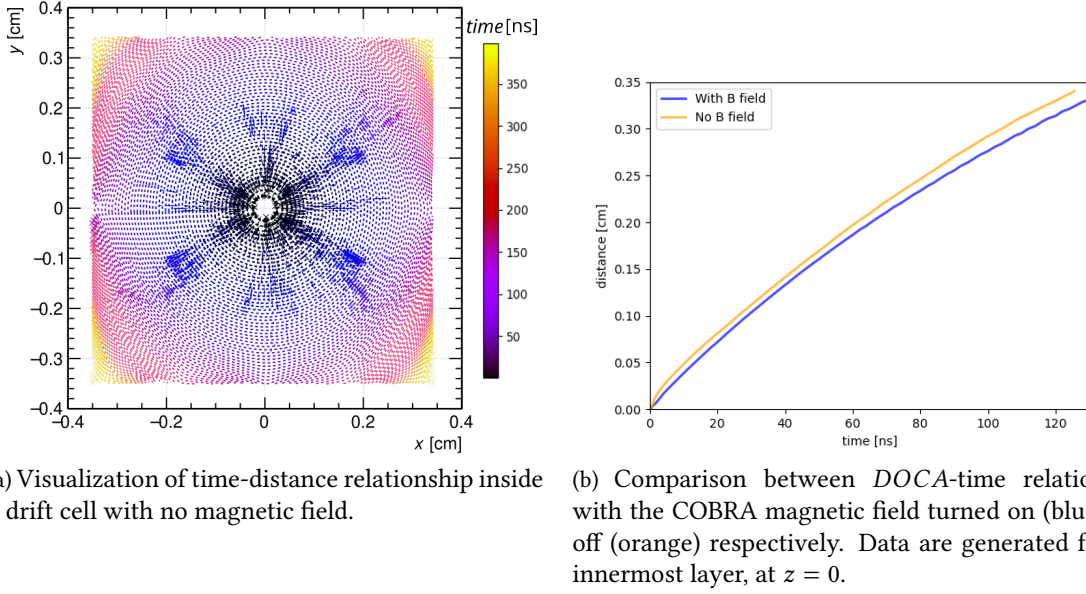 y [cm]
0.4
0.3
0.2
0.1
0
−0.1
−0.2
−0.3
−0.4
−0.4
−0.2
0
0.2
0.4
x [cm]
time [ns]
350
300
250
200
150
100
50
0.35
0.30
0.25
0.20
0.15
0.10
0.05
0.00
distance [cm]
With B field
No B field
0
20
40
60
80
100
120
time [ns]
) Visualization of time-distance relationship inside
drift cell with no magnetic field.
(b) Comparison between DOCA-time relatio
with the COBRA magnetic field turned on (blu
off (orange) respectively. Data are generated f
innermost layer, at z = 0.